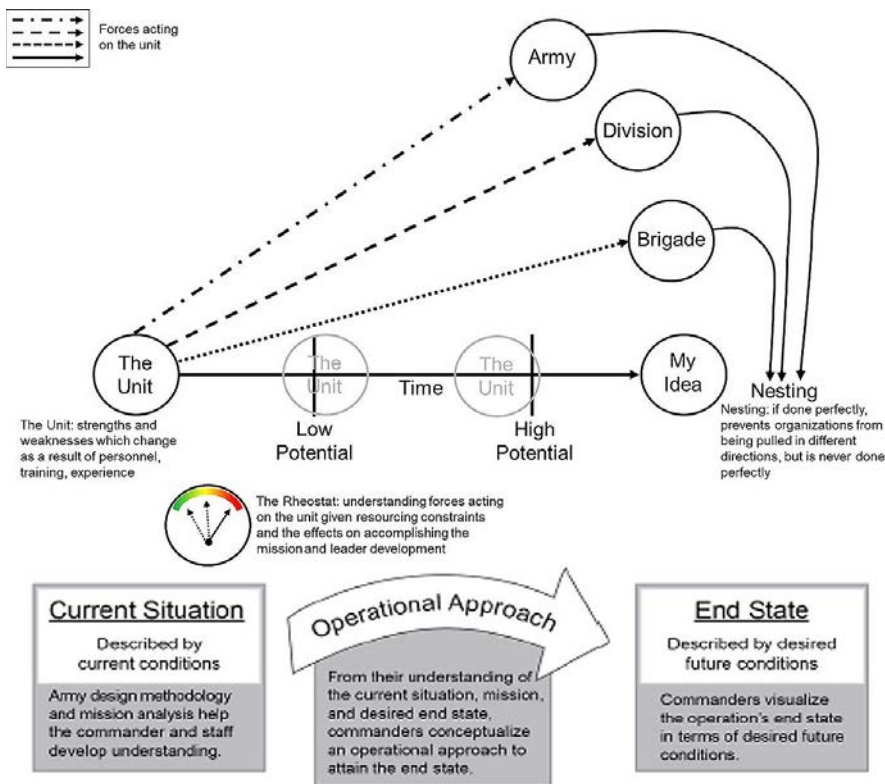 Forces acting
on the unit
Army
Division
Brigade
The
Unit
The
Unit
Time
The
Unit
My
Idea
Low
Potential
High
Potential
Nesting
Nesting: if done perfectly,
prevents organizations from
being pulled in different
directions, but is never done
perfectly
The Unit: strengths and
weaknesses which change
as a result of personnel,
training, experience
The Rheostat: understanding forces acting
on the unit given resourcing constraints
and the effects on accomplishing the
mission and leader development
Current Situation
Described by
current conditions
Army design methodology
and mission analysis help
the commander and staff
develop understanding.
Operational Approach
From their understanding of
the current situation, mission,
and desired end state,
commanders conceptualize
an operational approach to
attain the end state.
End State
Described by desired
future conditions
Commanders visualize
the operation's end state
in terms of desired future
conditions.